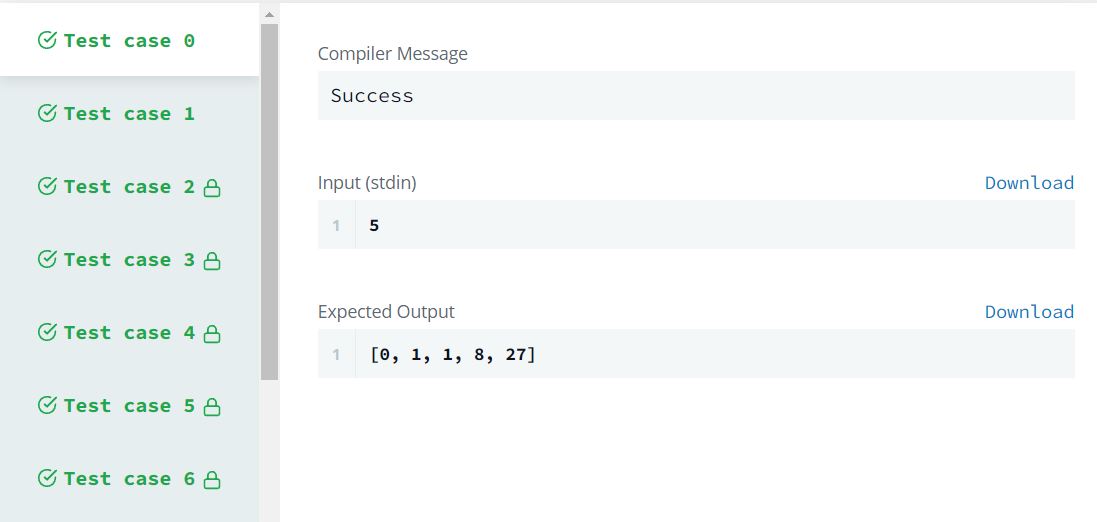 Test case 0
Test case 1
Test case 2
Test case 3
Test case 4
Test case 5
Test case 6
Compiler Message
Success
Input (stdin)
Download
1 5
Expected Output
Download
1 [0, 1, 1, 8, 27]